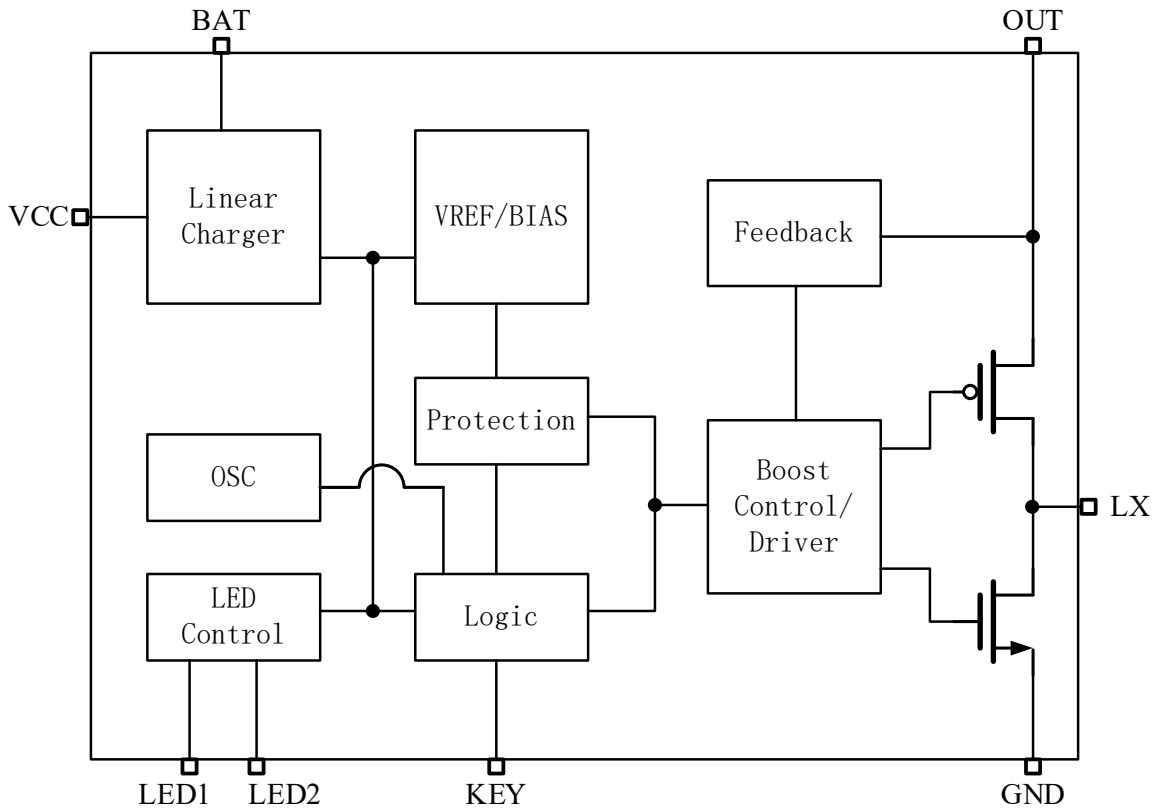 BAT
OUT
VCC
Linear
Charger
VREF/BIAS
Feedback
Protection
OSC
Boost
Control/
Driver
LX
LED
Control
Logic
LED1
LED2
KEY
GND